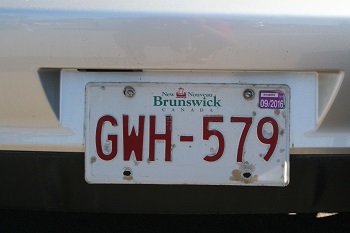 New Nouveau
Brunswick
CANADA
09/2016
GWH-579